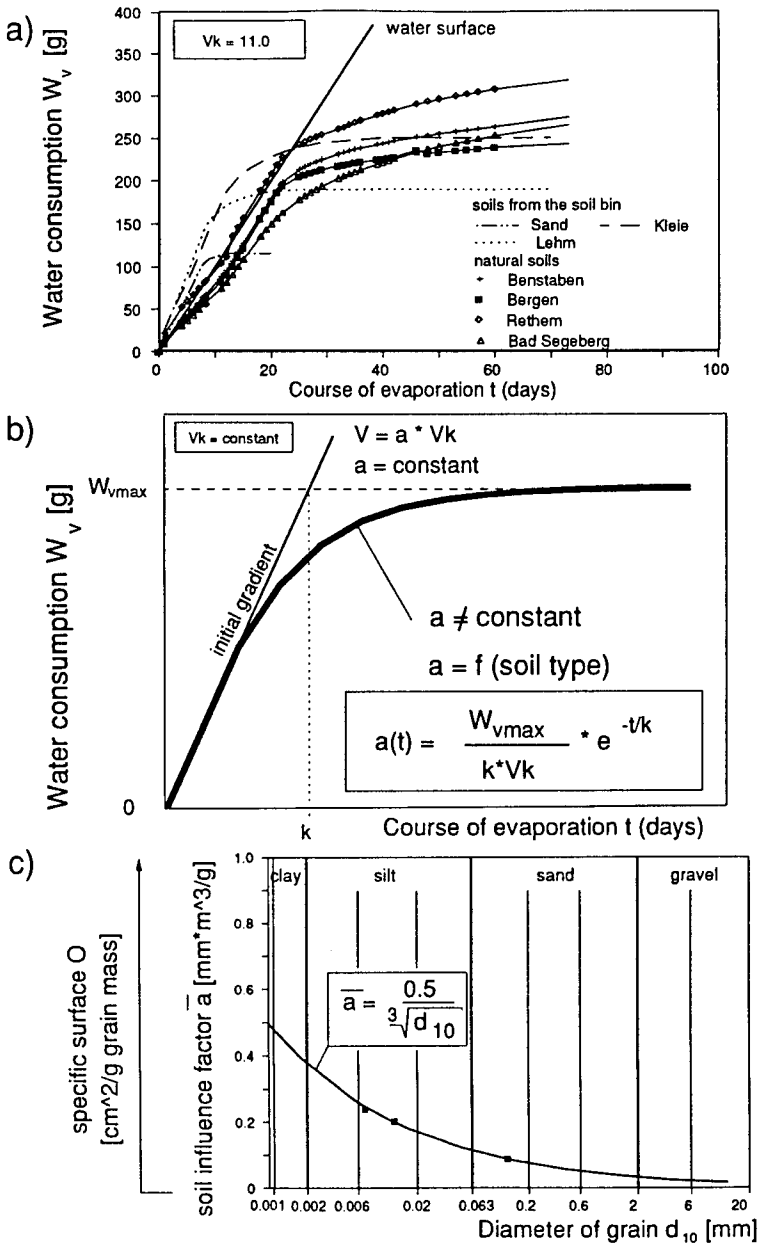 a)
Water consumption Wᵥ [g]
400
350
300
250
200
150
100
50
0
Vk = 11.0
water surface
soils from the soil bin
Sand
Kleie
Lehm
natural soils
Benstaben
Bergen
Rethem
Bad Segeberg
0 20 40 60 80 100
Course of evaporation t (days)
b)
Water consumption Wᵥ [g]
Vk = constant
V = a * Vk
a = constant
Wvmax
initial gradient
a ≠ constant
a = f (soil type)
a(t) = Wvmax / k*Vk * e -t/k
0
k
Course of evaporation t (days)
c)
specific surface O
[cm^2/g grain mass]
soil influence factor a̅ [mm*m^3/g]
1.0
0.8
0.6
0.4
0.2
0
clay silt sand gravel
a̅ = 0.5 / ³√d10
0.001 0.002 0.006 0.02 0.063 0.2 0.6 2 6 20
Diameter of grain d10 [mm]